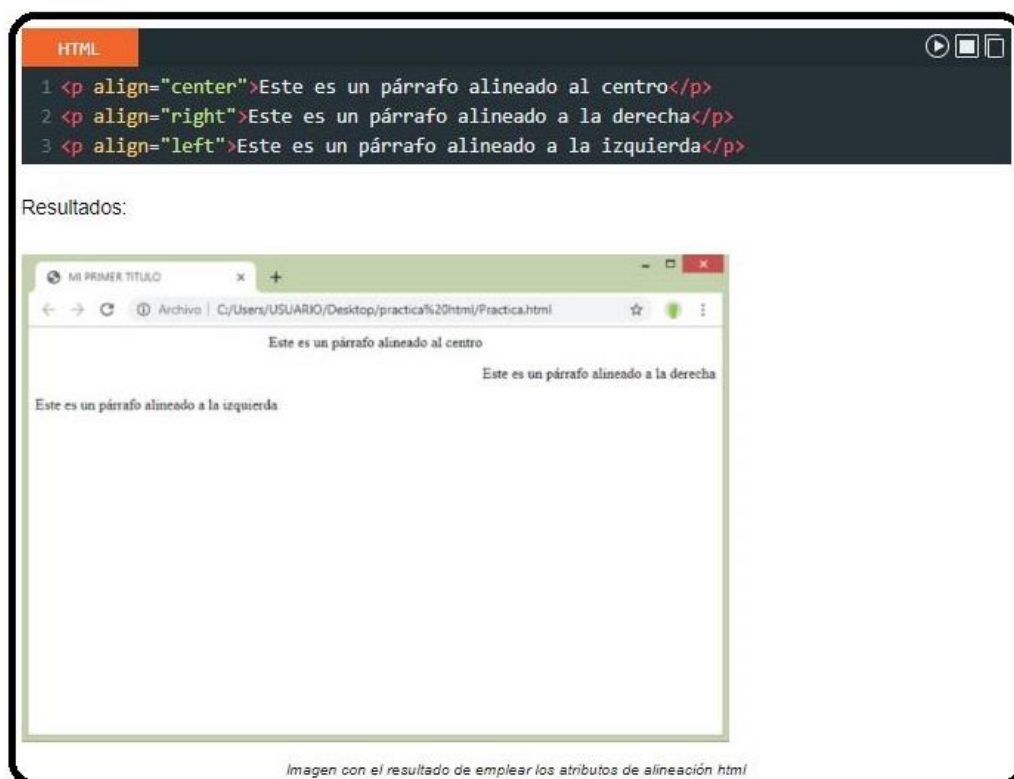 HTML
1 <p align="center">Este es un párrafo alineado al centro</p>
2 <p align="right">Este es un párrafo alineado a la derecha</p>
3 <p align="left">Este es un párrafo alineado a la izquierda</p>
Resultados:
MI PRIMER TITULO
Archivo | C:/Users/USUARIO/Desktop/practica%20html/Practica.html
Este es un párrafo alineado al centro
Este es un párrafo alineado a la derecha
Este es un párrafo alineado a la izquierda
Imagen con el resultado de emplear los atributos de alineación html